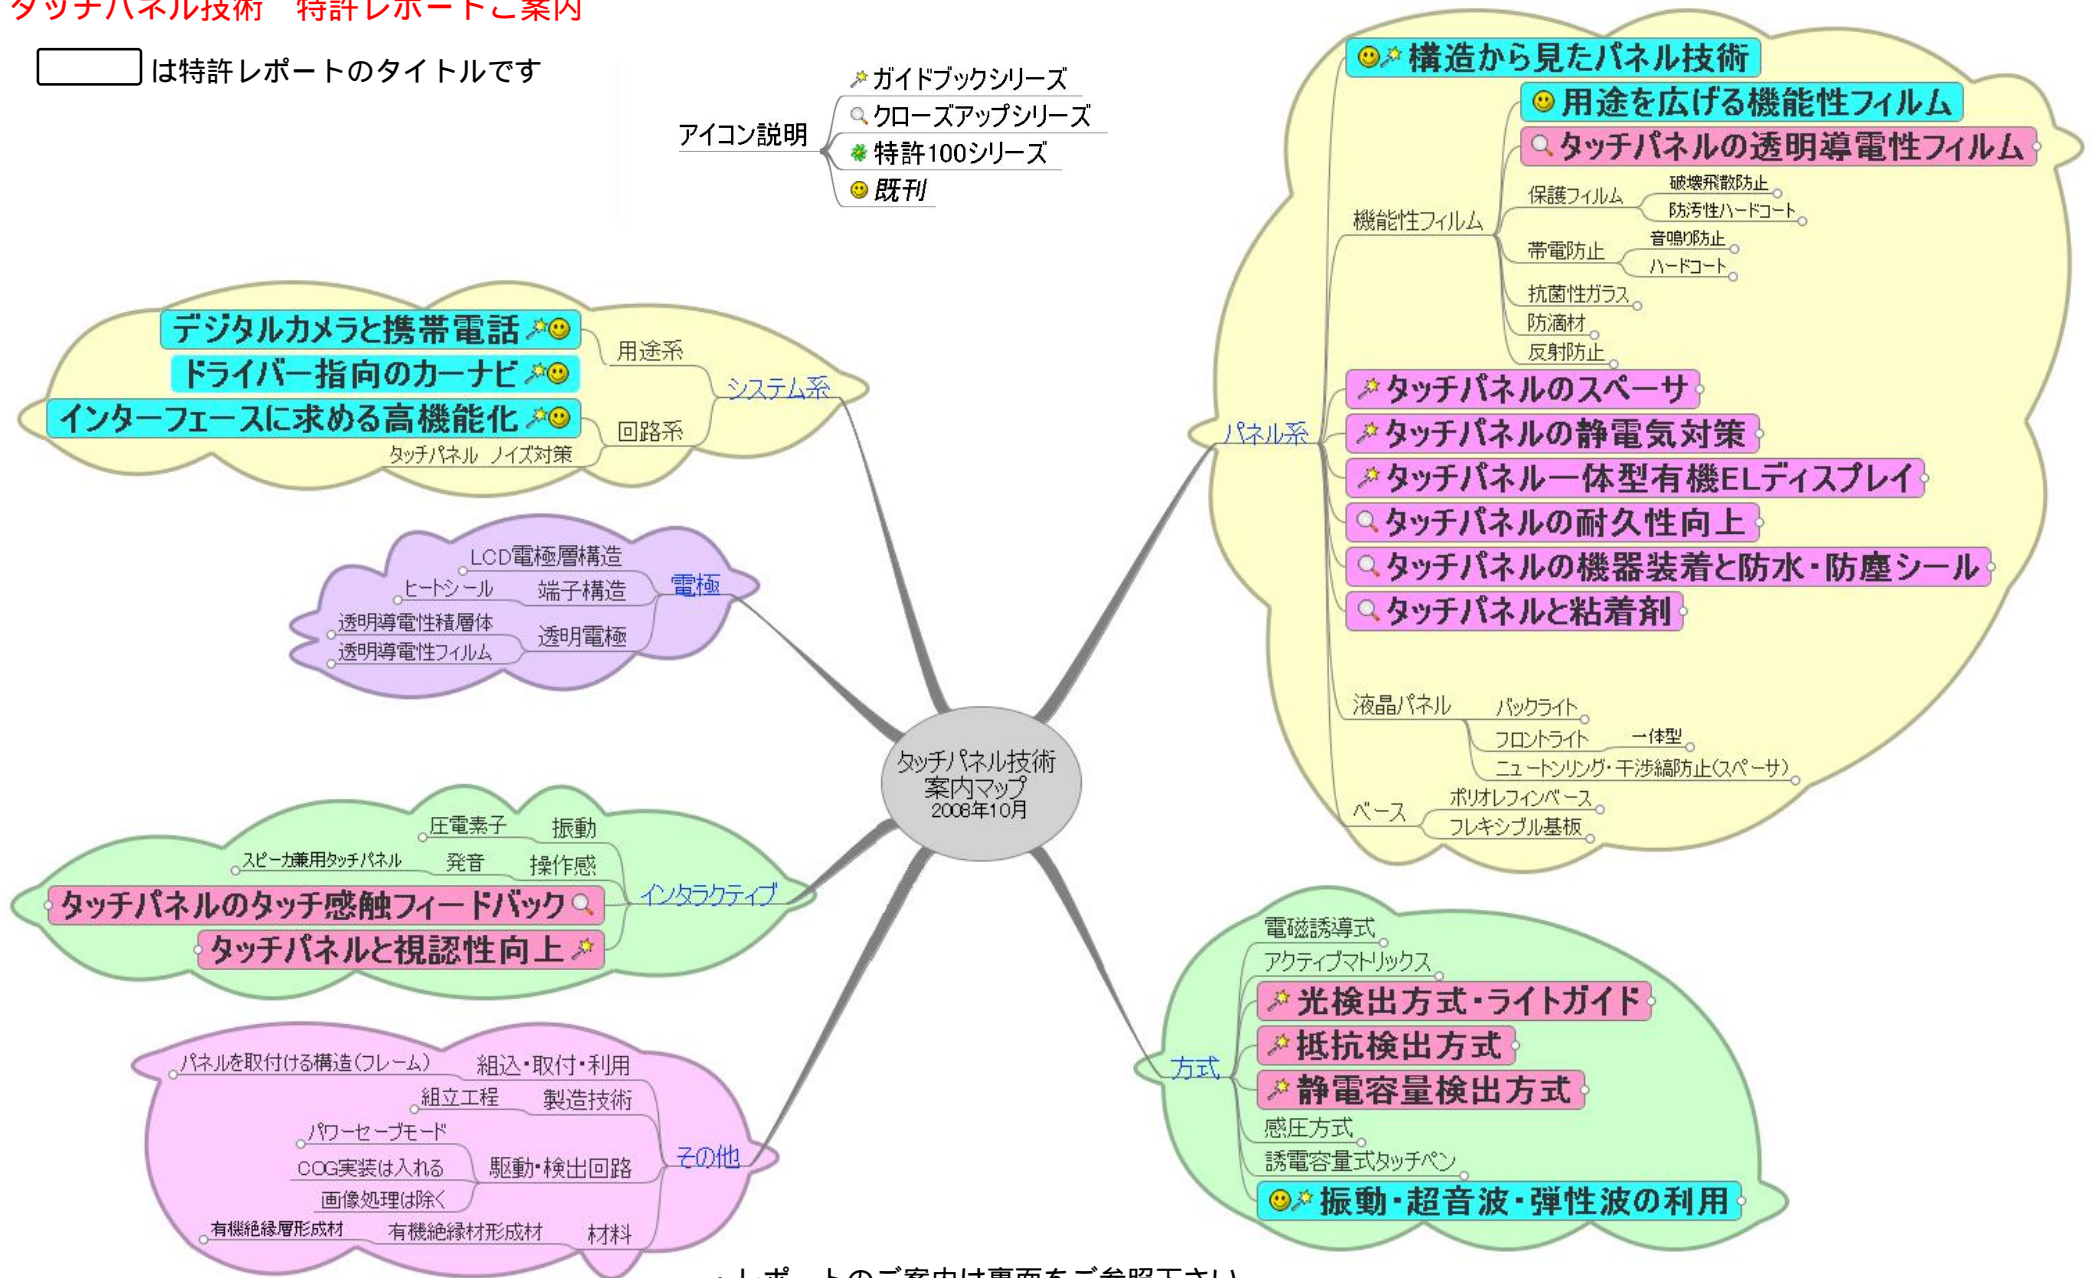 タッチパネル技術　特許レポートご案内
は特許レポートのタイトルです
アイコン説明
ガイドブックシリーズ
クローズアップシリーズ
特許100シリーズ
既刊
デジタルカメラと携帯電話
ドライバー指向のカーナビ
用途系
インターフェースに求める高機能化
タッチパネル ノイズ対策
回路系
システム系
LCD電極層構造
ヒートシール
端子構造
透明導電性積層体
透明導電性フィルム
透明電極
電極
圧電素子
振動
スピーカ兼用タッチパネル
発音
操作感
タッチパネルのタッチ感触フィードバック
タッチパネルと視認性向上
インタラクティブ
パネルを取付ける構造(フレーム)
組込・取付・利用
組立工程
製造技術
パワーセーブモード
COG実装は入れる
画像処理は除く
駆動・検出回路
有機絶縁層形成材
有機絶縁材形成材
材料
その他
タッチパネル技術
案内マップ
2008年10月
パネル系
構造から見たパネル技術
機能性フィルム
用途を広げる機能性フィルム
タッチパネルの透明導電性フィルム
保護フィルム
破壊飛散防止
防汚性ハードコート
帯電防止
音鳴り防止
ハードコート
抗菌性ガラス
防滴材
反射防止
タッチパネルのスペーサ
タッチパネルの静電気対策
タッチパネル一体型有機ELディスプレイ
タッチパネルの耐久性向上
タッチパネルの機器装着と防水・防塵シール
タッチパネルと粘着剤
液晶パネル
バックライト
フロントライト
一体型
ニュートンリング・干渉縞防止(スペーサ)
ベース
ポリオレフィンベース
フレキシブル基板
方式
電磁誘導式
アクティブマトリックス
光検出方式・ライトガイド
抵抗検出方式
静電容量検出方式
感圧方式
誘電容量式タッチペン
振動・超音波・弾性波の利用
・レポートのご案内は裏面をご参照下さい